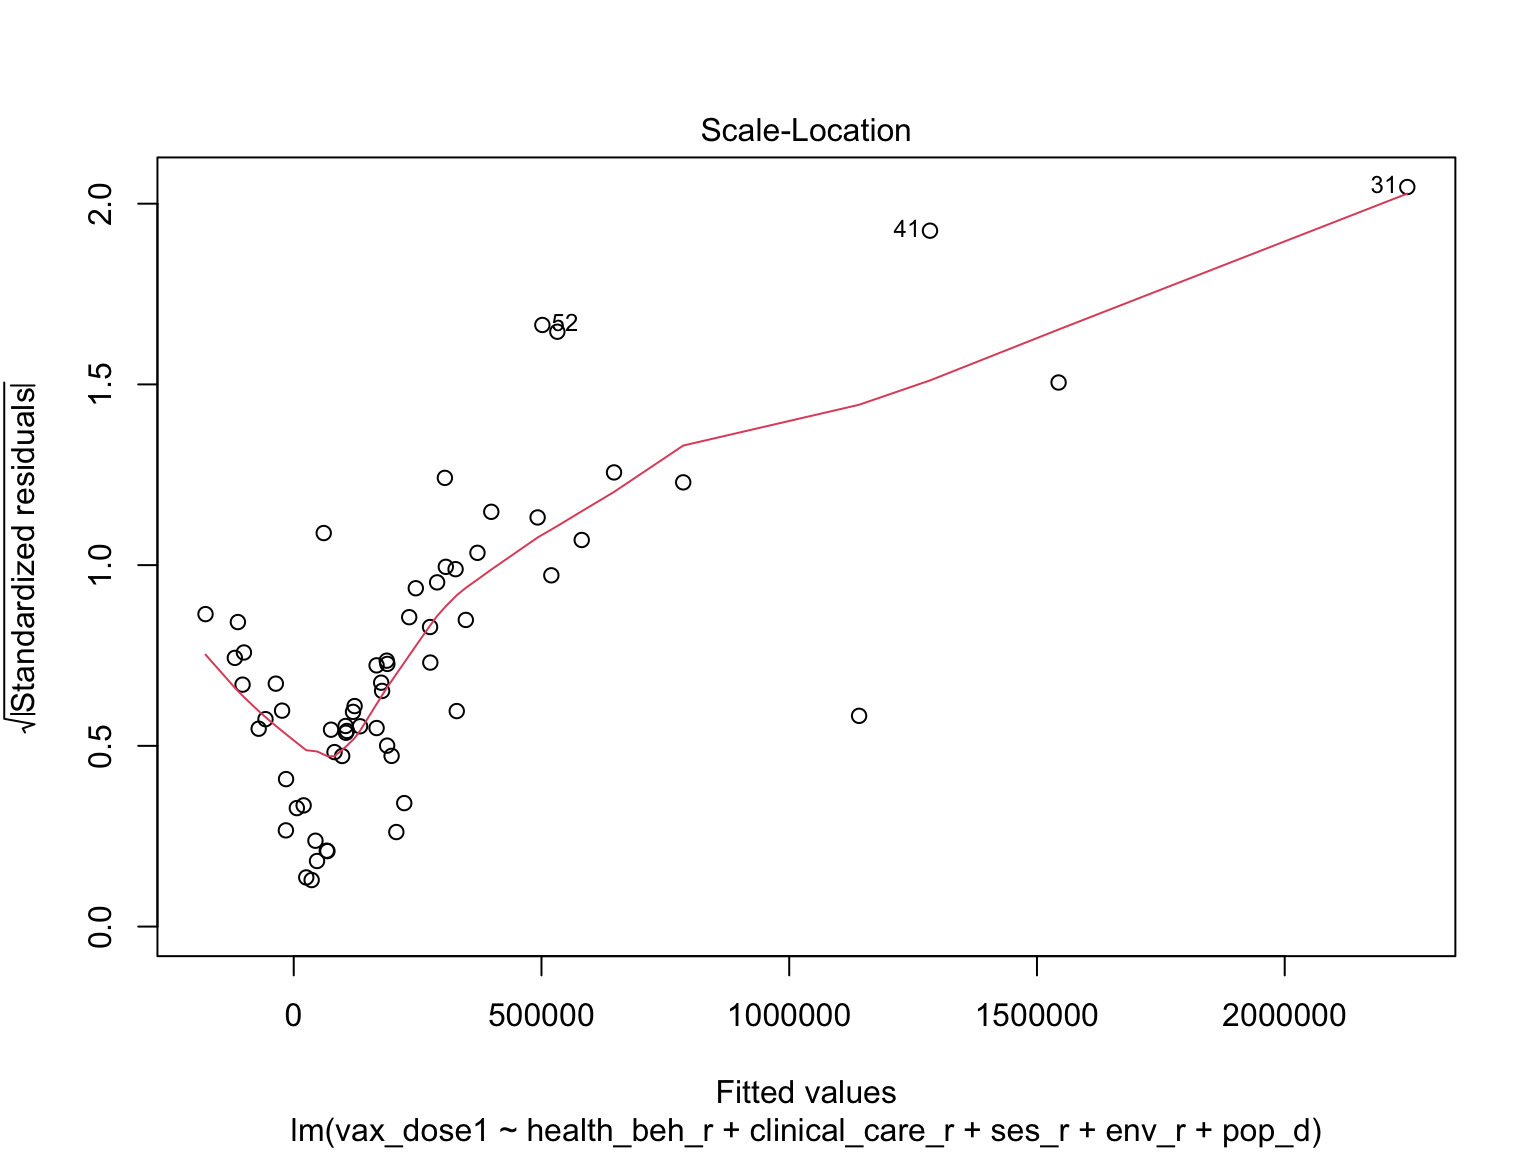 Scale-Location
√|Standardized residuals|
2.0
1.5
1.0
0.5
0.0
31
41
52
0 500000 1000000 1500000 2000000
Fitted values
lm(vax_dose1 ~ health_beh_r + clinical_care_r + ses_r + env_r + pop_d)